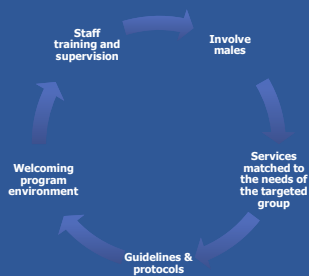 Staff
training and
supervision
Involve
males
Services
matched to
the needs of
the targeted
group
Guidelines &
protocols
Welcoming
program
environment